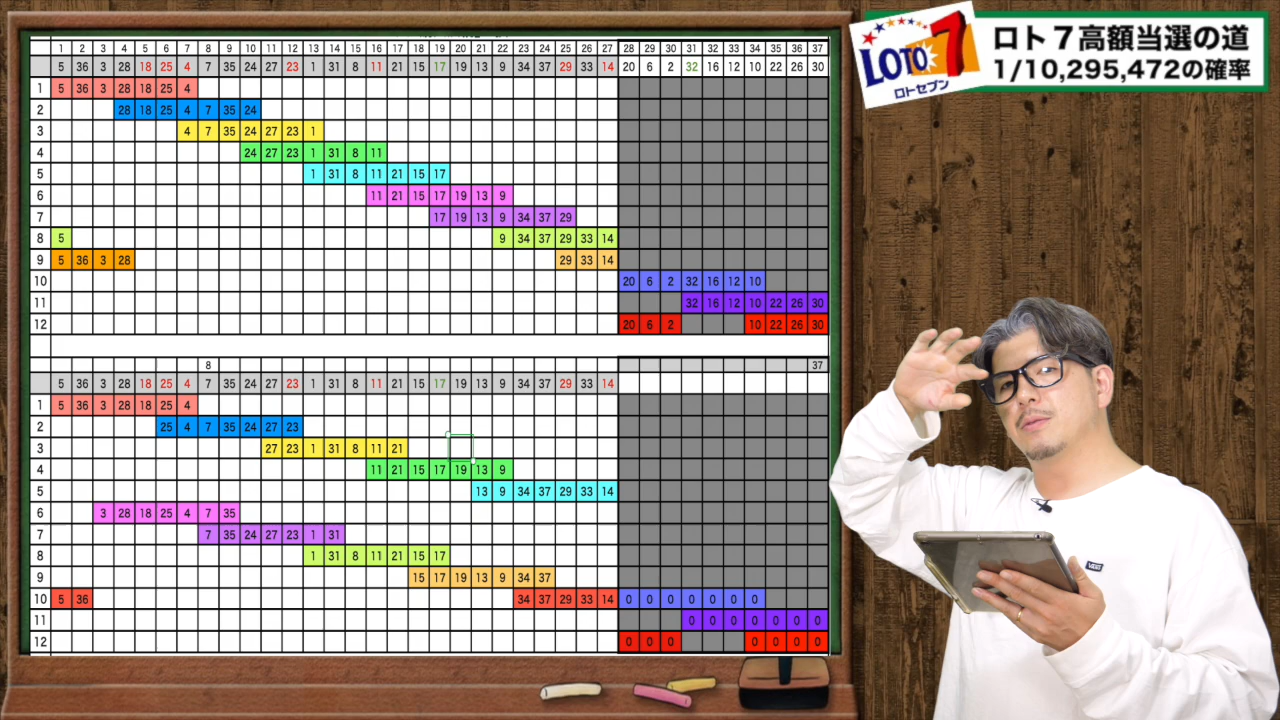 LOTO 7
ロトセブン
ロト7高額当選の道
1/10,295,472の確率
1 2 3 4 5 6 7 8 9 10 11 12 13 14 15 16 17 18 19 20 21 22 23 24 25 26 27 28 29 30 31 32 33 34 35 36 37
5 36 3 28 18 25 4 7 35 24 27 23 1 31 8 11 21 15 17 19 13 9 34 37 29 33 14 20 6 2 32 16 12 10 22 26 30
1 5 36 3 28 18 25 4
2 28 18 25 4 7 35 24
3 4 7 35 24 27 23 1
4 24 27 23 1 31 8 11
5 1 31 8 11 21 15 17
6 11 21 15 17 19 13 9
7 17 19 13 9 34 37 29
8 5 9 34 37 29 33 14
9 5 36 3 28 29 33 14
10 20 6 2 32 16 12 10
11 32 16 12 10 22 26 30
12 20 6 2 10 22 26 30
8 37
5 36 3 28 18 25 4 7 35 24 27 23 1 31 8 11 21 15 17 19 13 9 34 37 29 33 14
1 5 36 3 28 18 25 4
2 25 4 7 35 24 27 23
3 27 23 1 31 8 11 21
4 11 21 15 17 19 13 9
5 13 9 34 37 29 33 14
6 3 28 18 25 4 7 35
7 7 35 24 27 23 1 31
8 1 31 8 11 21 15 17
9 15 17 19 13 9 34 37
10 5 36 34 37 29 33 14 0 0 0 0 0 0 0
11 0 0 0 0 0 0 0
12 0 0 0 0 0 0 0